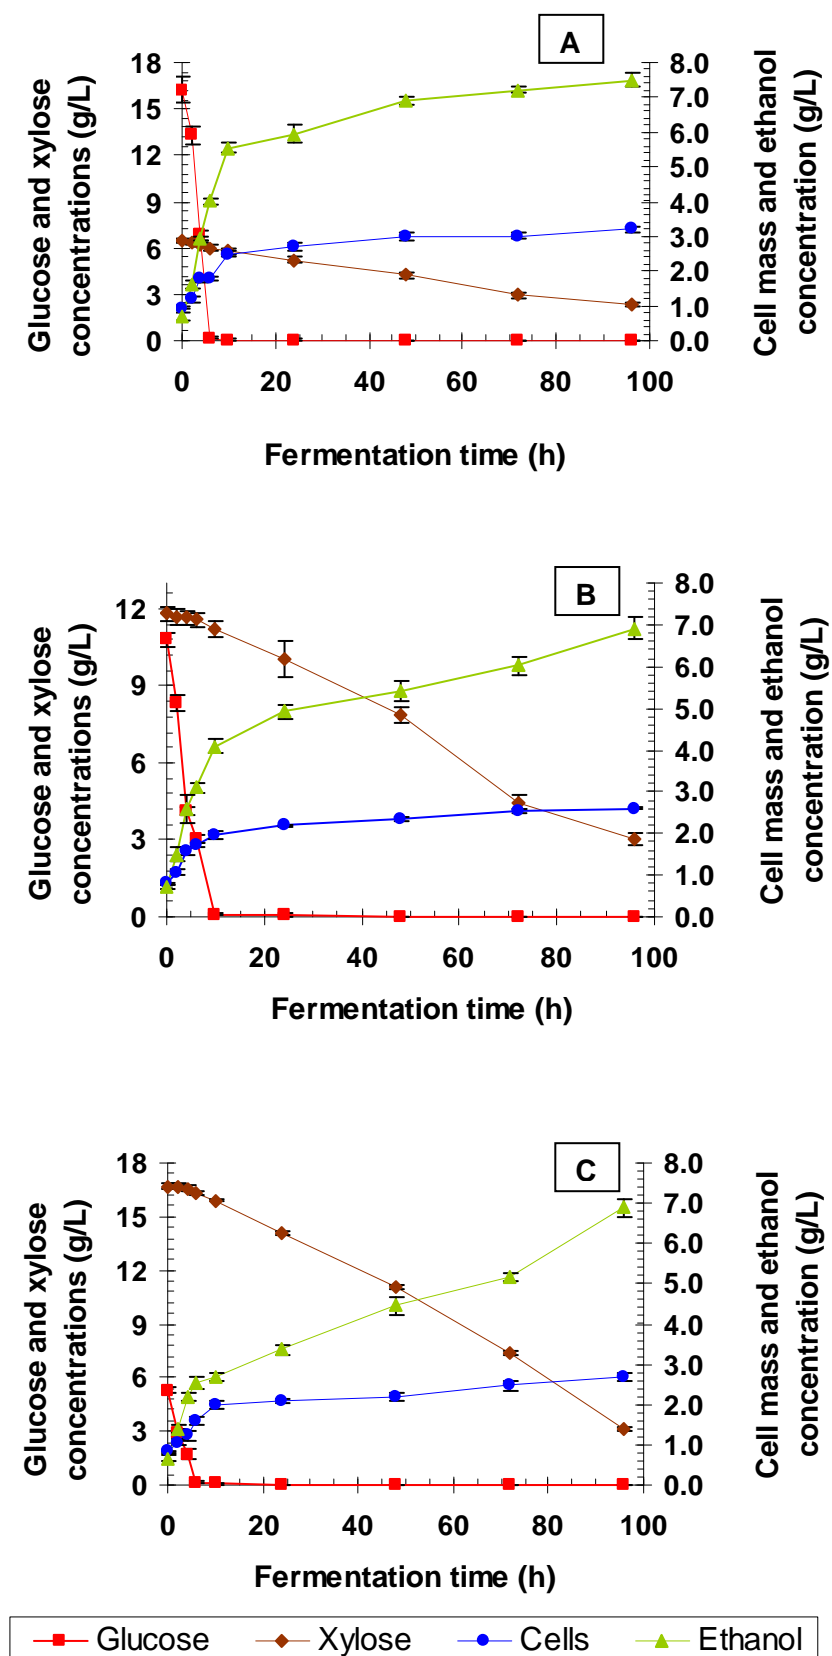 A
Glucose and xylose
concentrations (g/L)
18
15
12
9
6
3
0
8.0
7.0
6.0
5.0
4.0
3.0
2.0
1.0
0.0
Cell mass and ethanol
concentration (g/L)
0 20 40 60 80 100
Fermentation time (h)
B
Glucose and xylose
concentrations (g/L)
12
9
6
3
0
8.0
7.0
6.0
5.0
4.0
3.0
2.0
1.0
0.0
Cell mass and ethanol
concentration (g/L)
0 20 40 60 80 100
Fermentation time (h)
C
Glucose and xylose
concentrations (g/L)
18
15
12
9
6
3
0
8.0
7.0
6.0
5.0
4.0
3.0
2.0
1.0
0.0
Cell mass and ethanol
concentration (g/L)
0 20 40 60 80 100
Fermentation time (h)
Glucose Xylose Cells Ethanol